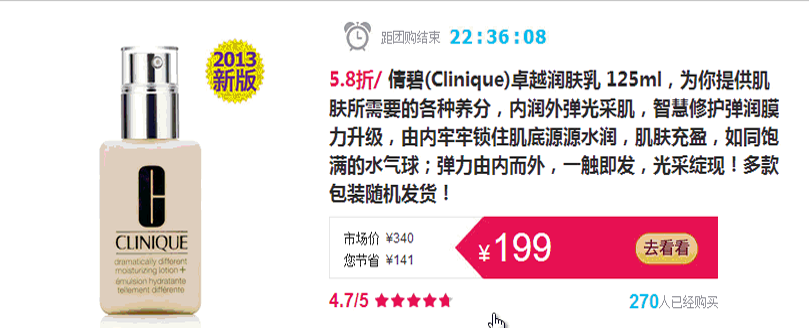 距团购结束 22:36:08
2013
新版
5.8折/ 倩碧(Clinique)卓越润肤乳 125ml，为你提供肌
肤所需要的各种养分，内润外弹光采肌，智慧修护弹润膜
力升级，由内牢牢锁住肌底源源水润，肌肤充盈，如同饱
满的水气球；弹力由内而外，一触即发，光采绽现！多款
包装随机发货！
C
CLINIQUE
dramatically different
moisturizing lotion +
émulsion hydratante
tellement différente
市场价 ¥340
您节省 ¥141
¥199
去看看
4.7/5
270人已经购买